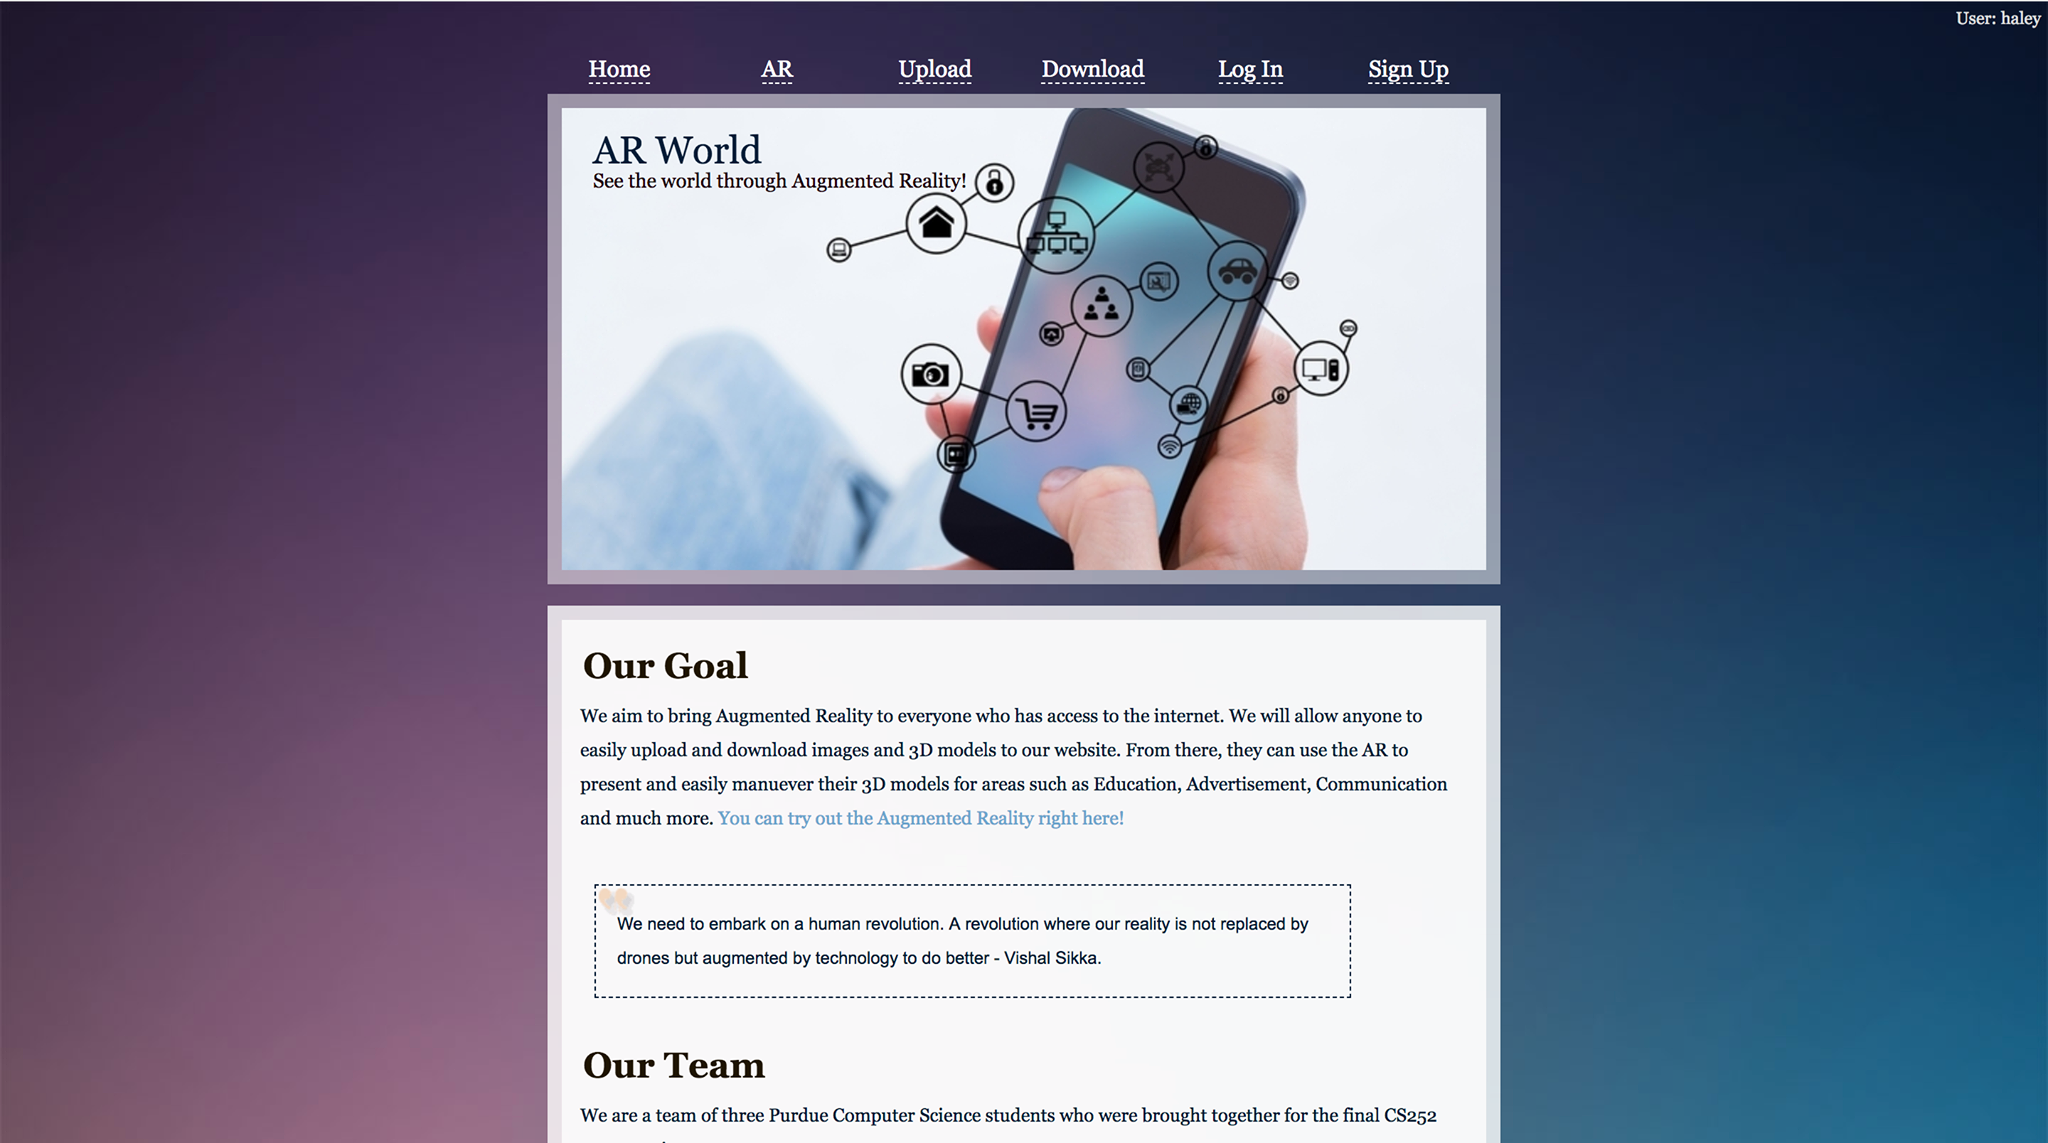 User: haley
Home AR Upload Download Log In Sign Up
AR World
See the world through Augmented Reality!
Our Goal
We aim to bring Augmented Reality to everyone who has access to the internet. We will allow anyone to
easily upload and download images and 3D models to our website. From there, they can use the AR to
present and easily manuever their 3D models for areas such as Education, Advertisement, Communication
and much more. You can try out the Augmented Reality right here!
We need to embark on a human revolution. A revolution where our reality is not replaced by
drones but augmented by technology to do better - Vishal Sikka.
Our Team
We are a team of three Purdue Computer Science students who were brought together for the final CS252